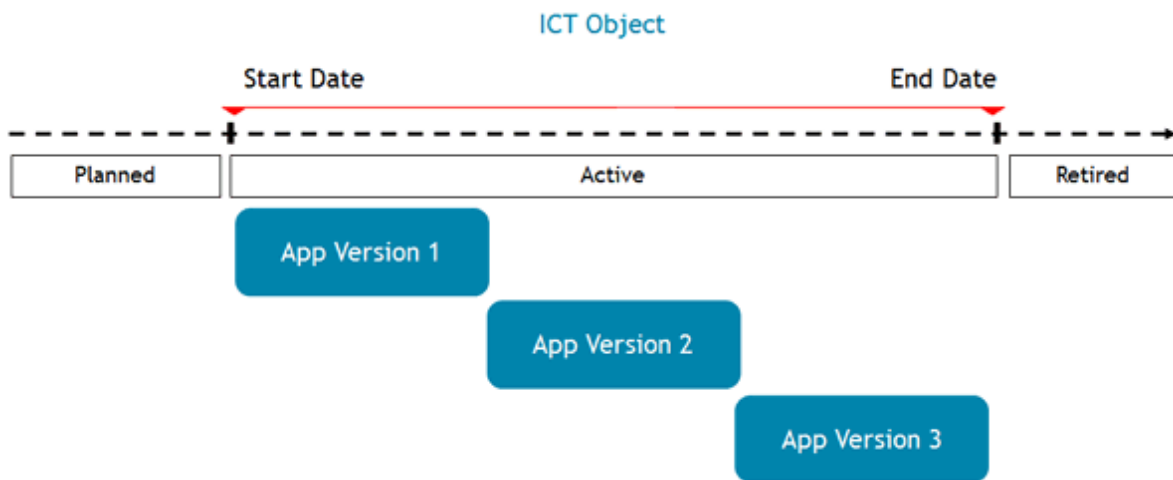 ICT Object
Start Date End Date
Planned Active Retired
App Version 1
App Version 2
App Version 3